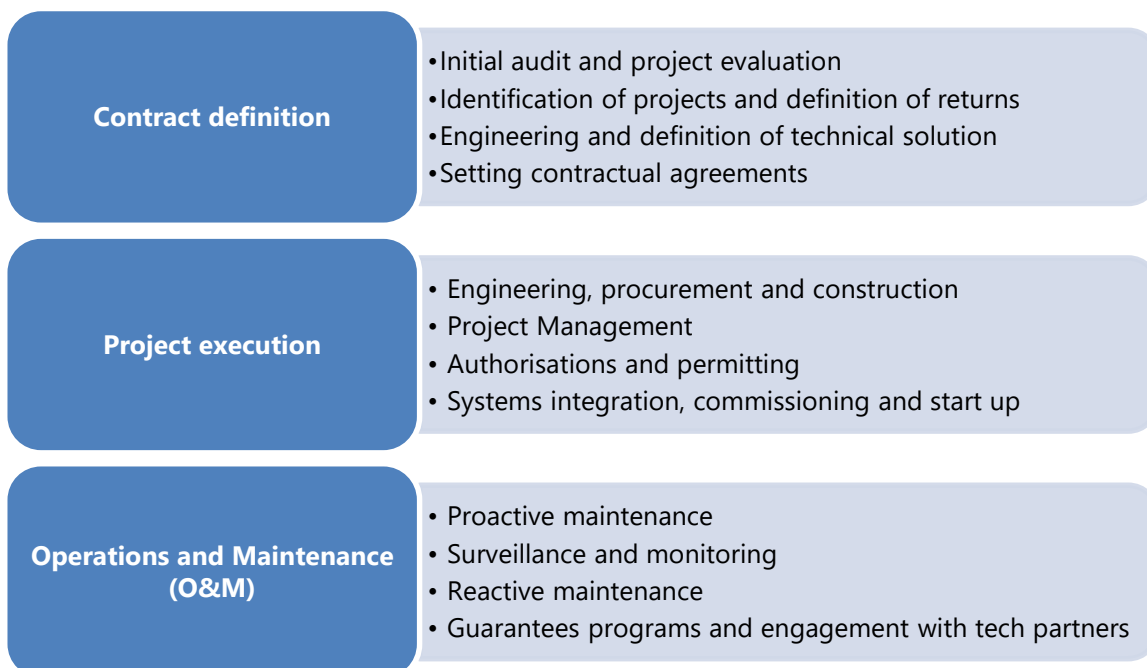 Contract definition
•Initial audit and project evaluation
•Identification of projects and definition of returns
•Engineering and definition of technical solution
•Setting contractual agreements
Project execution
• Engineering, procurement and construction
• Project Management
• Authorisations and permitting
• Systems integration, commissioning and start up
Operations and Maintenance
(O&M)
• Proactive maintenance
• Surveillance and monitoring
• Reactive maintenance
• Guarantees programs and engagement with tech partners